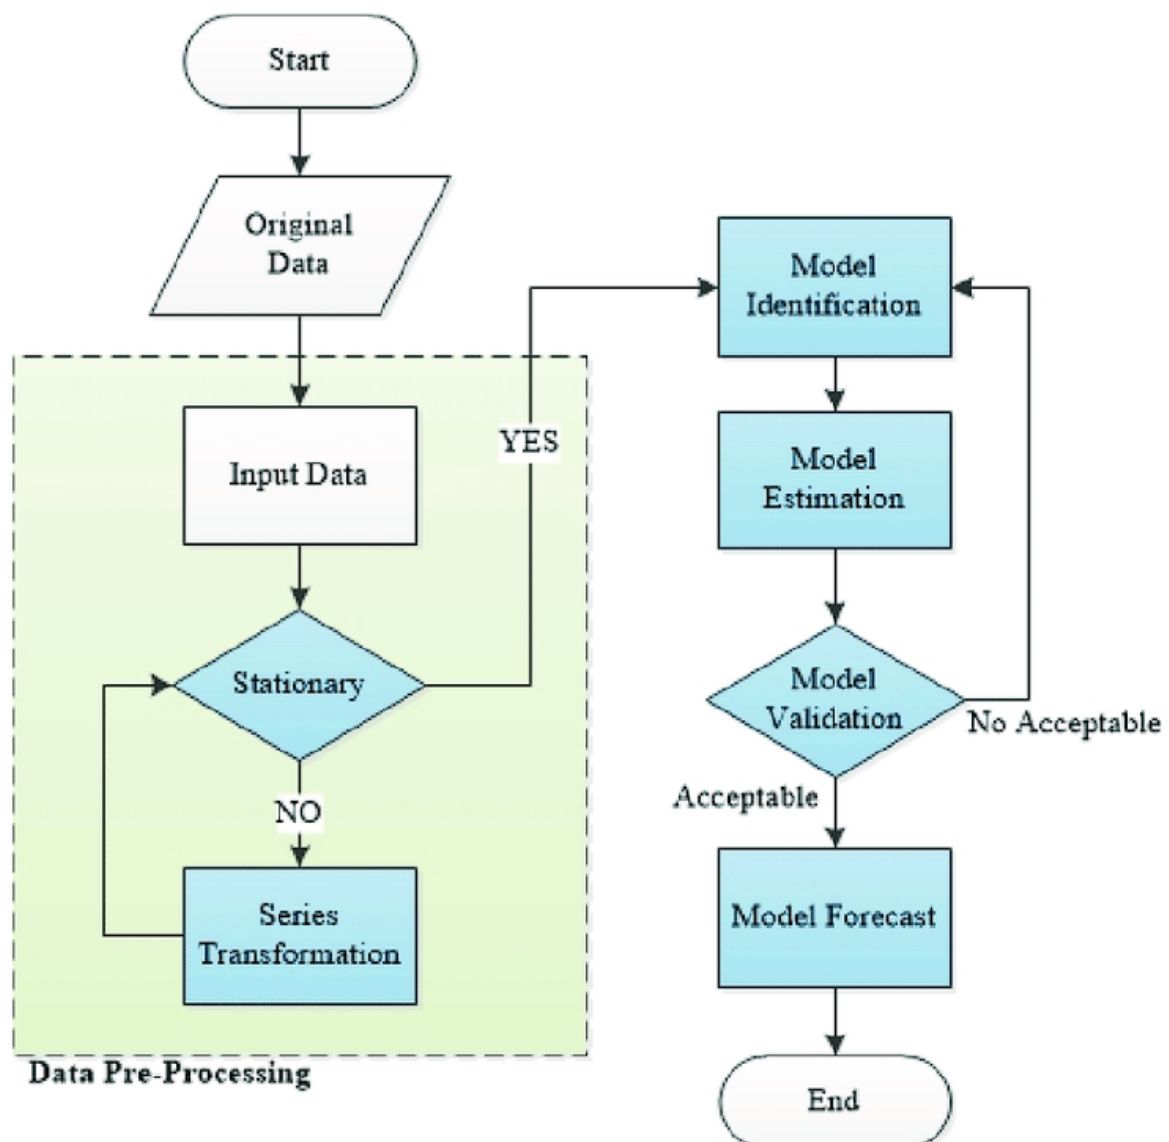 Start
Original
Data
Input Data
Stationary
YES
NO
Series
Transformation
Data Pre-Processing
Model
Identification
Model
Estimation
Model
Validation
No Acceptable
Acceptable
Model Forecast
End